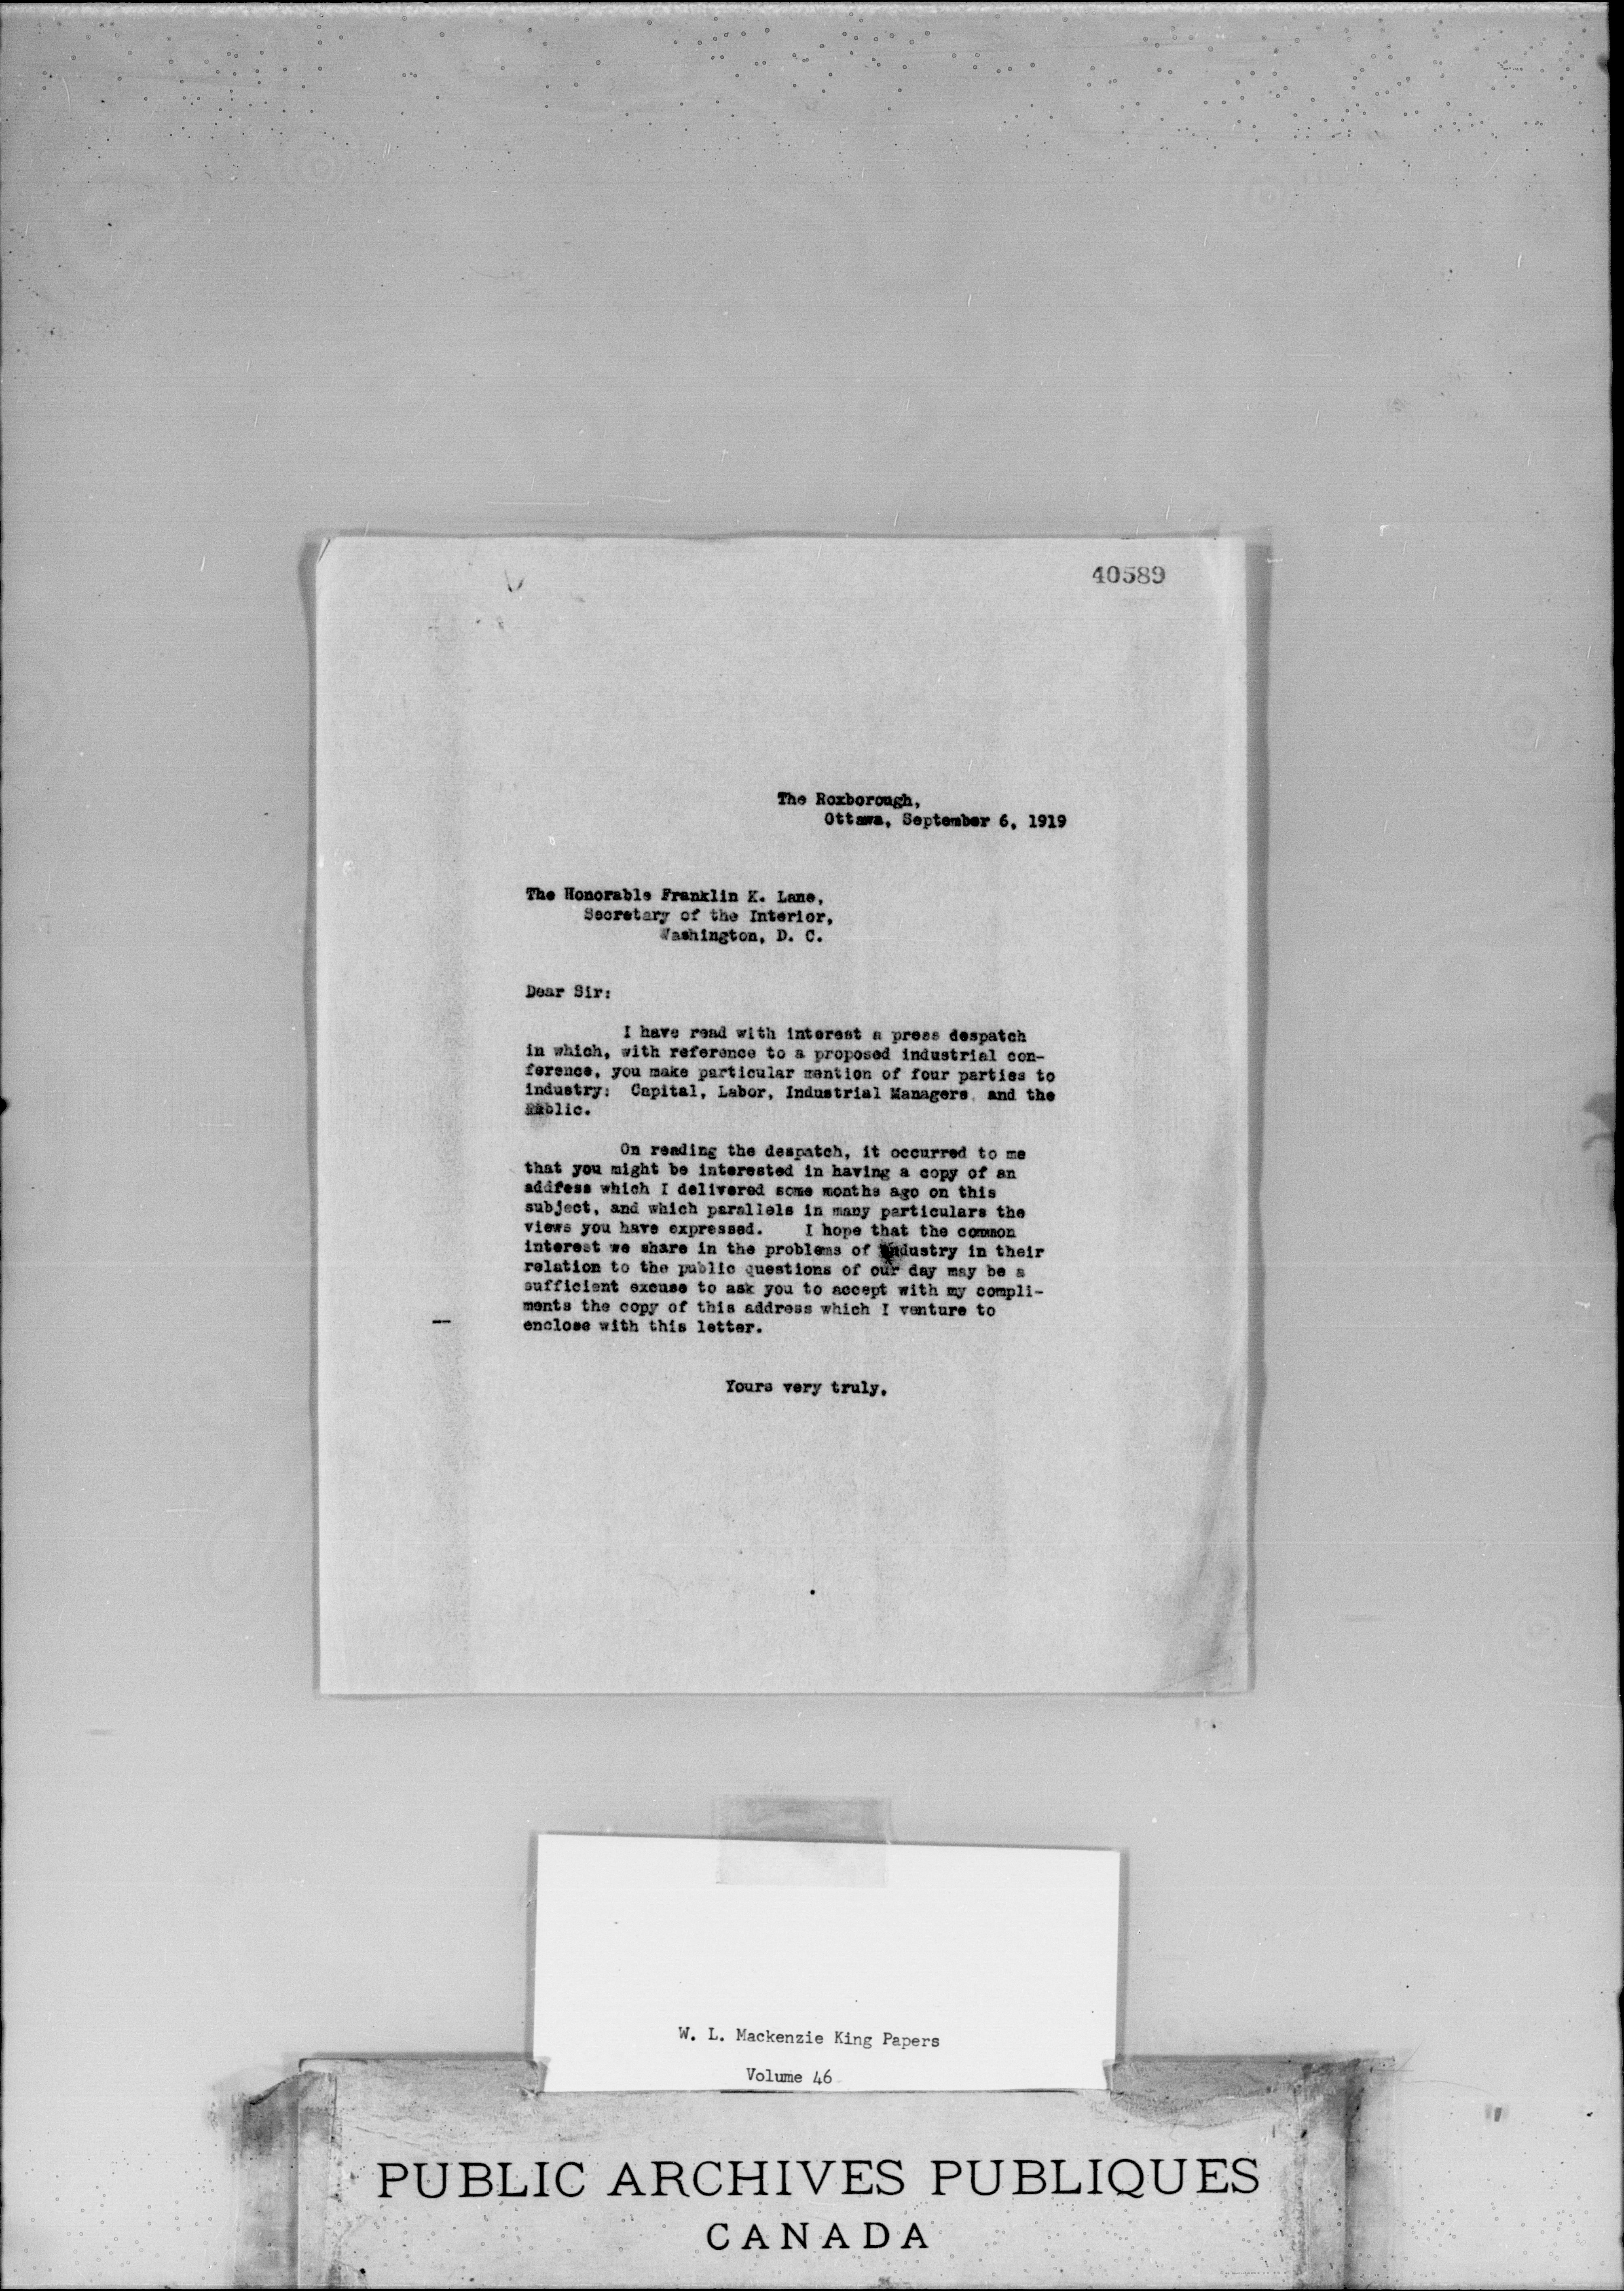 40589
The Roxborough,
Ottawa, September 6, 1919
The Honorable Franklin K. Lane,
Secretary of the Interior,
Washington, D. C.
Dear Sir:
I have read with interest a press despatch
in which, with reference to a proposed industrial con-
ference, you make particular mention of four parties to
industry: Capital, Labor, Industrial Managers, and the
Public.
On reading the despatch, it occurred to me
that you might be interested in having a copy of an
address which I delivered some months ago on this
subject, and which parallels in many particulars the
views you have expressed. I hope that the common
interest we share in the problems of industry in their
relation to the public questions of our day may be a
sufficient excuse to ask you to accept with my compli-
ments the copy of this address which I venture to
enclose with this letter.
Yours very truly,
W. L. Mackenzie King Papers
Volume 46
PUBLIC ARCHIVES PUBLIQUES
CANADA